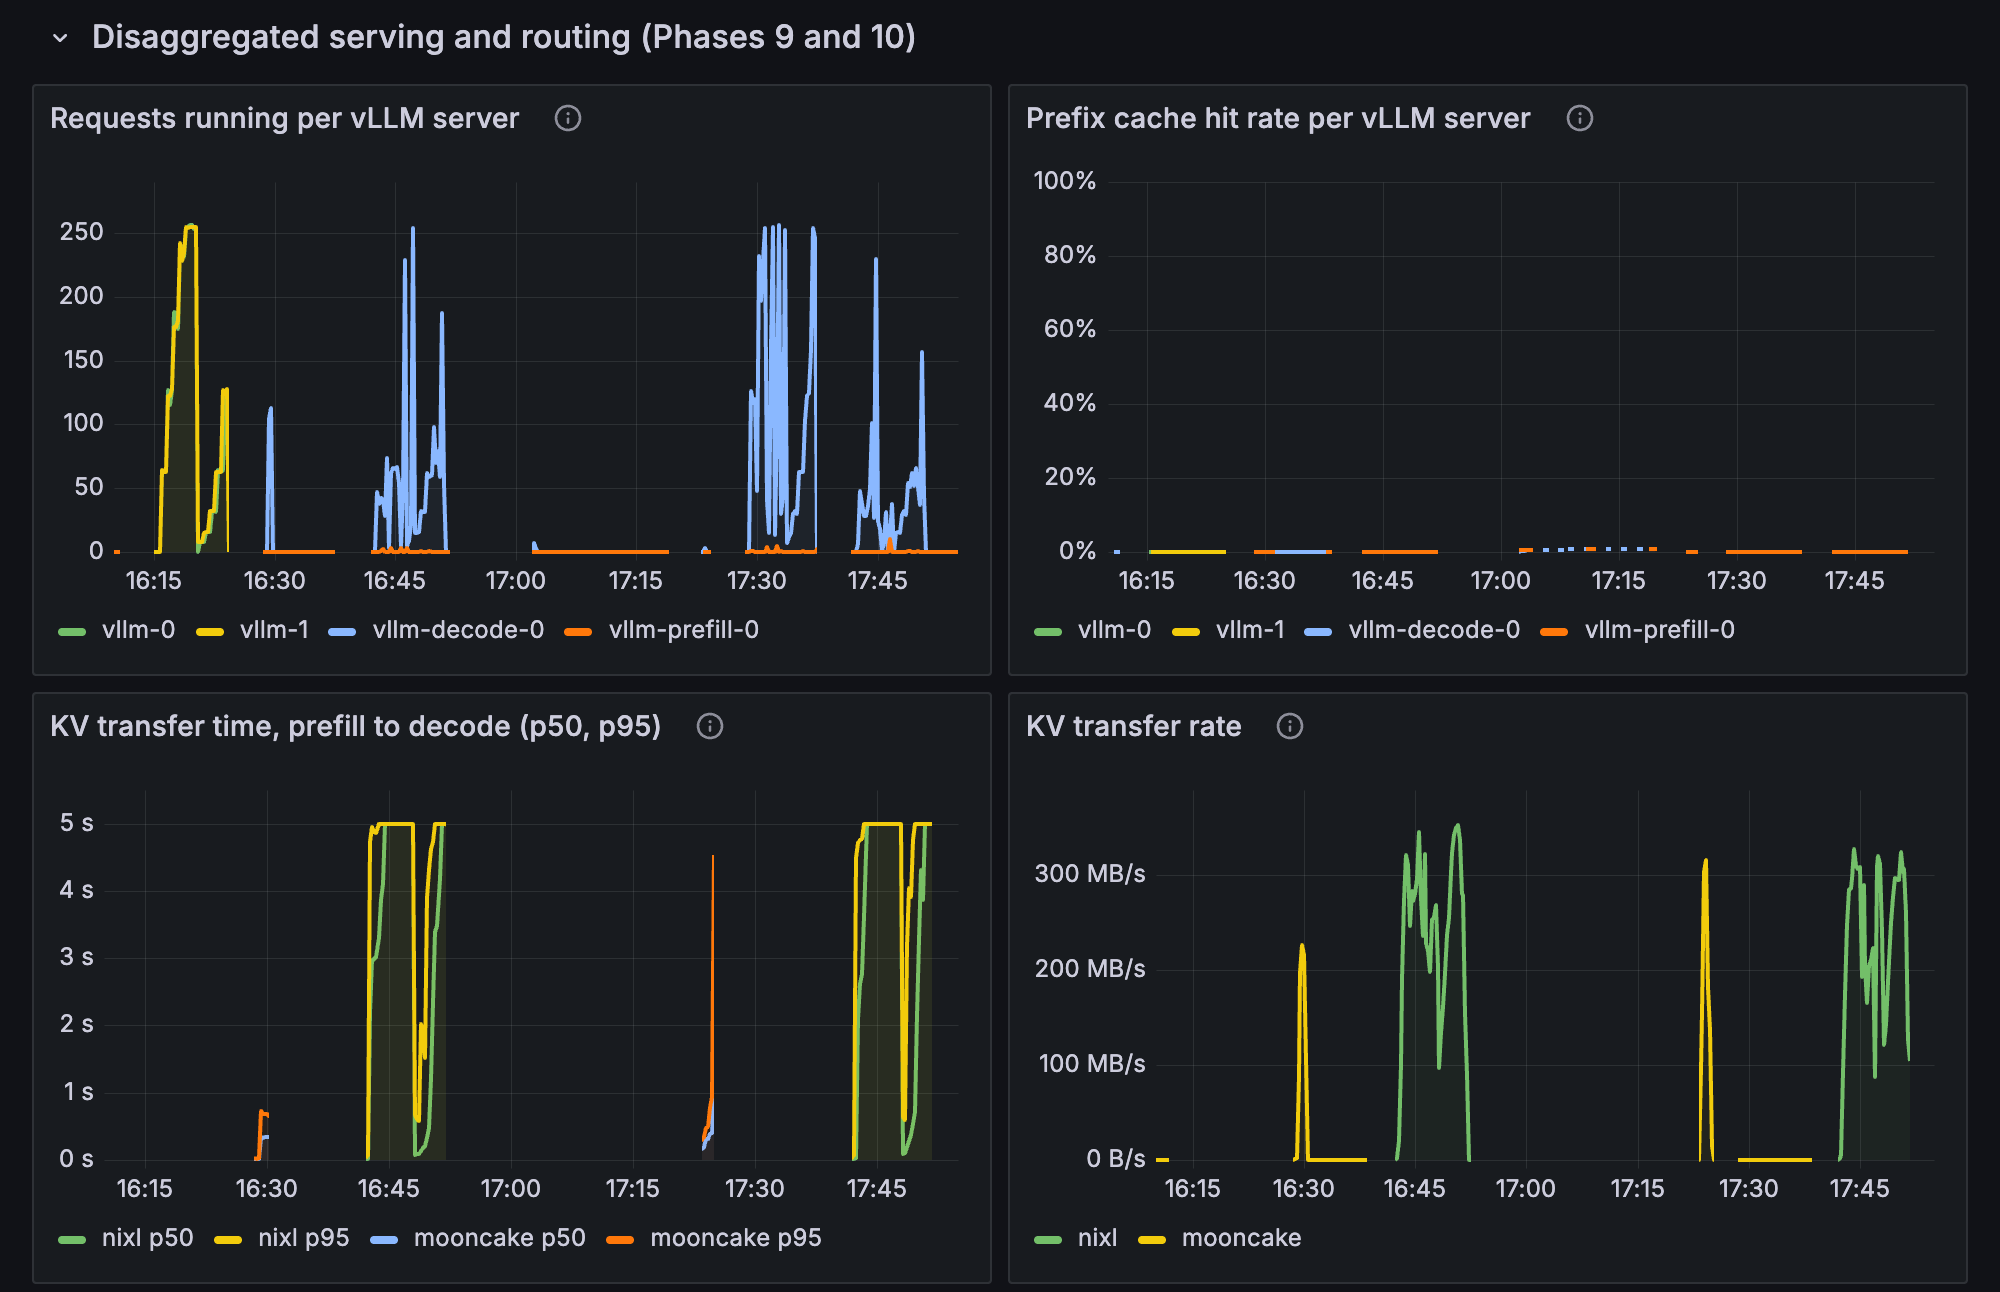 Disaggregated serving and routing (Phases 9 and 10)
Requests running per vLLM server
250
200
150
100
50
0
16:15 16:30 16:45 17:00 17:15 17:30 17:45
vllm-0 vllm-1 vllm-decode-0 vllm-prefill-0
Prefix cache hit rate per vLLM server
100%
80%
60%
40%
20%
0%
16:15 16:30 16:45 17:00 17:15 17:30 17:45
vllm-0 vllm-1 vllm-decode-0 vllm-prefill-0
KV transfer time, prefill to decode (p50, p95)
5 s
4 s
3 s
2 s
1 s
0 s
16:15 16:30 16:45 17:00 17:15 17:30 17:45
nixl p50 nixl p95 mooncake p50 mooncake p95
KV transfer rate
300 MB/s
200 MB/s
100 MB/s
0 B/s
16:15 16:30 16:45 17:00 17:15 17:30 17:45
nixl mooncake